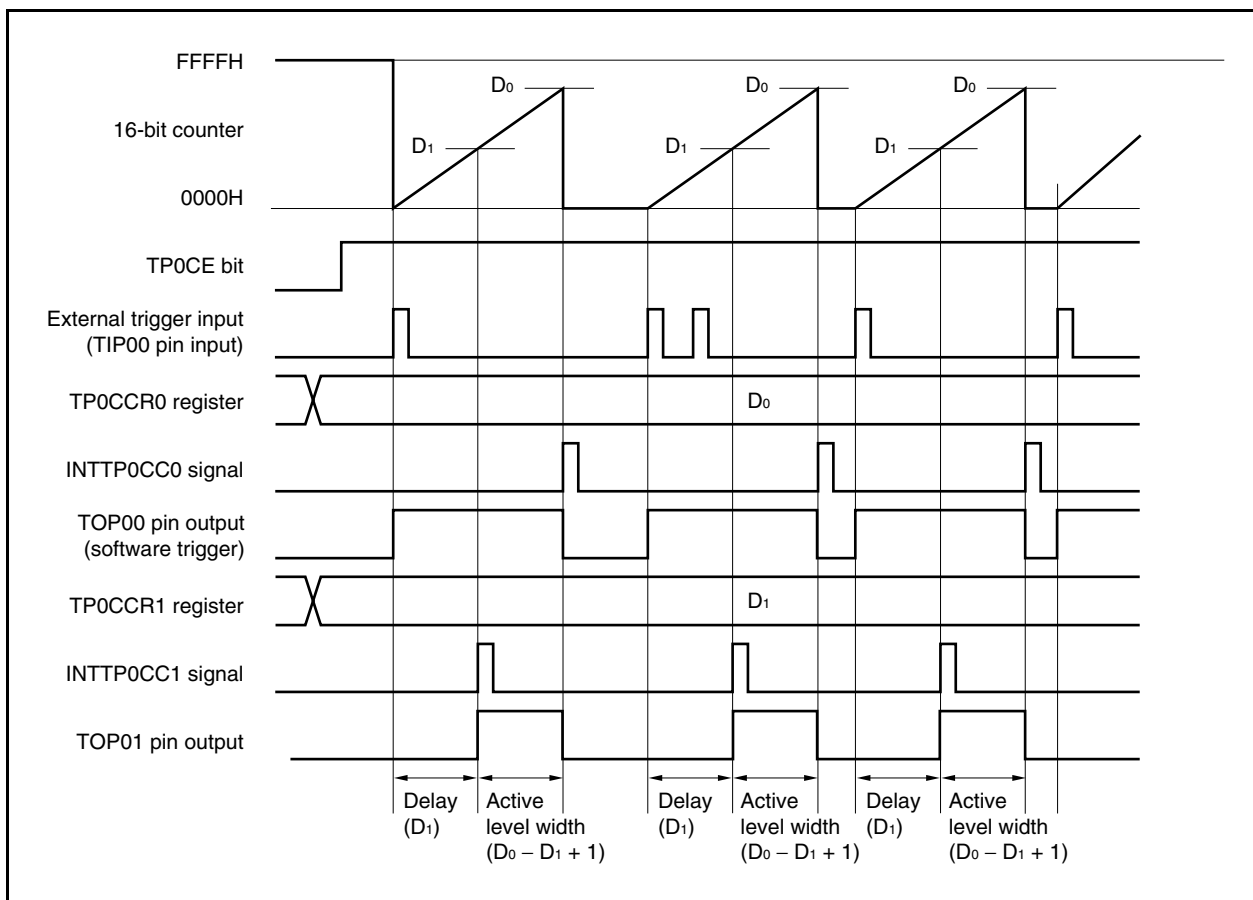 FFFFH
D₀ D₀ D₀
16-bit counter
D₁ D₁ D₁
0000H
TP0CE bit
External trigger input
(TIP00 pin input)
TP0CCR0 register
D₀
INTTP0CC0 signal
TOP00 pin output
(software trigger)
TP0CCR1 register
D₁
INTTP0CC1 signal
TOP01 pin output
Delay
(D₁)
Active
level width
(D₀ − D₁ + 1)
Delay
(D₁)
Active
level width
(D₀ − D₁ + 1)
Delay
(D₁)
Active
level width
(D₀ − D₁ + 1)